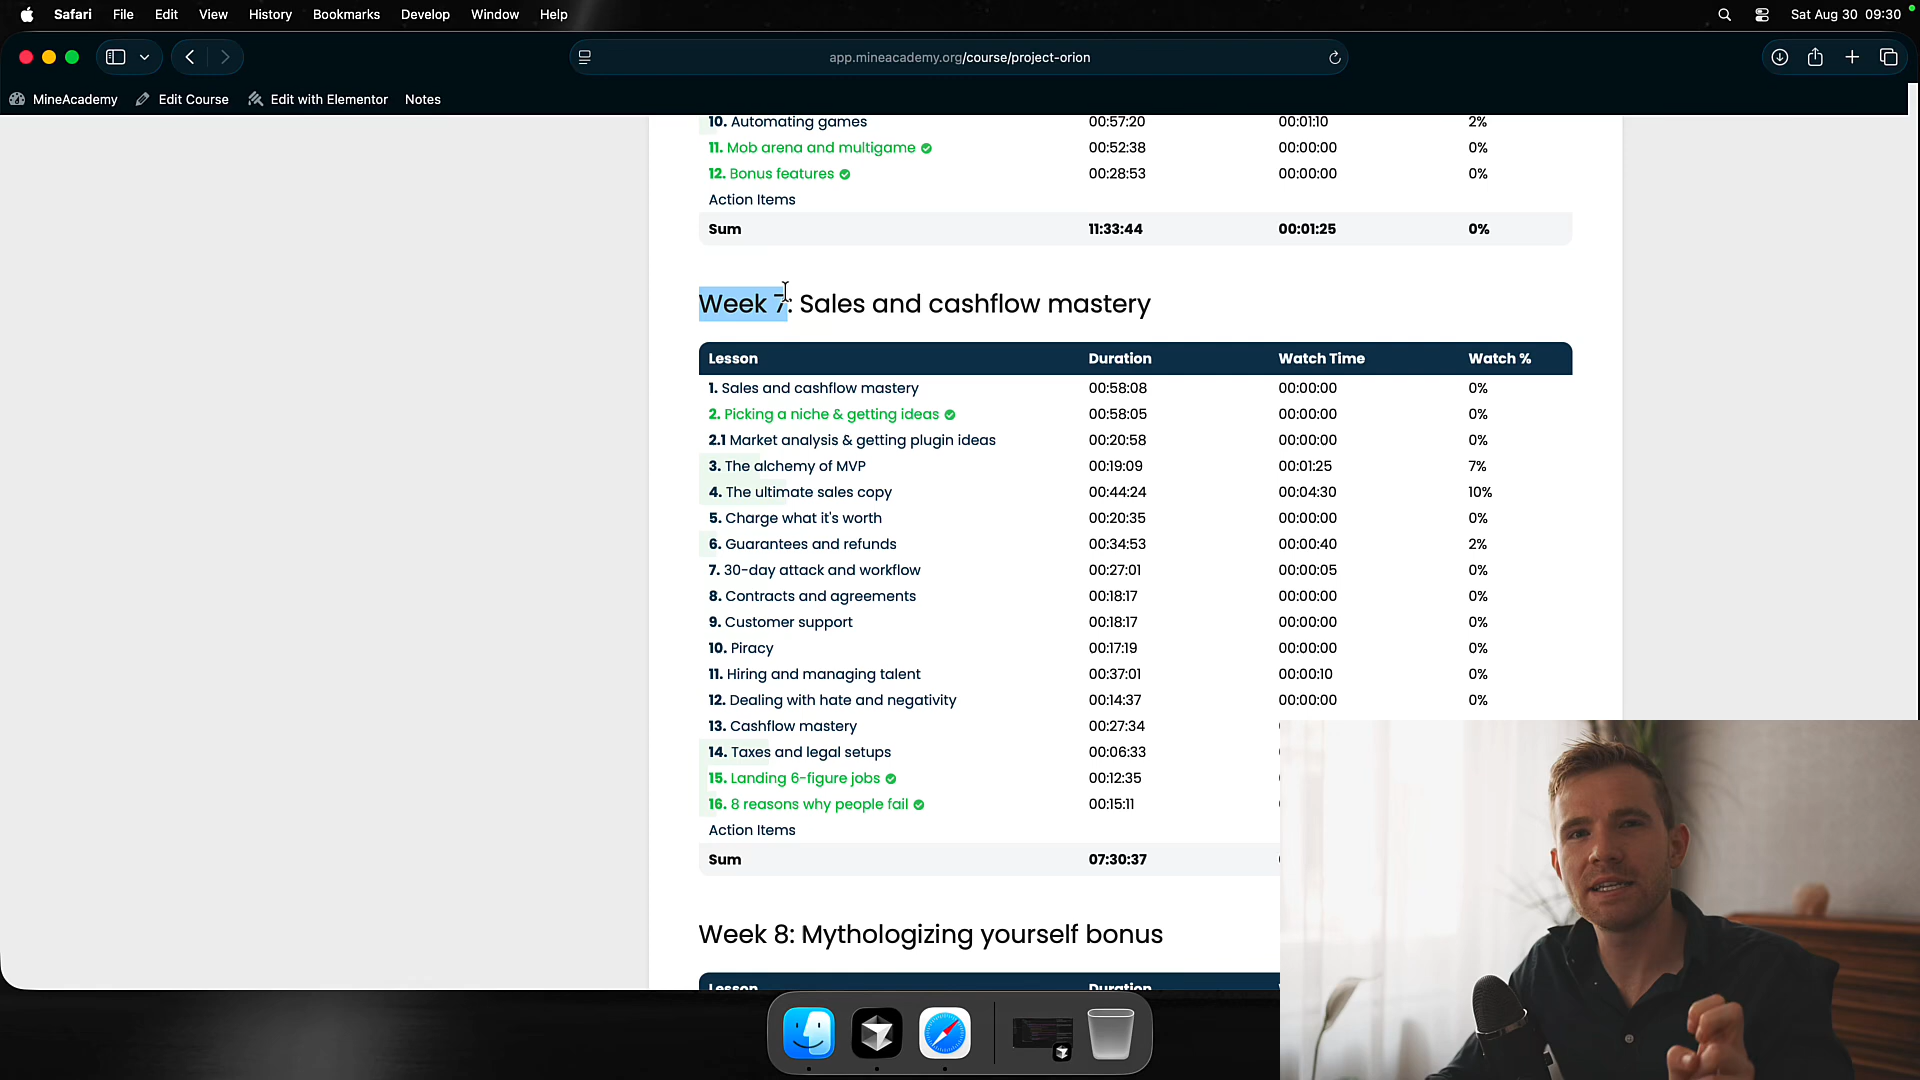 Safari File Edit View History Bookmarks Develop Window Help Sat Aug 30 09:30
app.mineacademy.org/course/project-orion
MineAcademy Edit Course Edit with Elementor Notes
10. Automating games 00:57:20 00:01:10 2%
11. Mob arena and multigame 00:52:38 00:00:00 0%
12. Bonus features 00:28:53 00:00:00 0%
Action Items
Sum 11:33:44 00:01:25 0%
Week 7: Sales and cashflow mastery
Lesson Duration Watch Time Watch %
1. Sales and cashflow mastery 00:58:08 00:00:00 0%
2. Picking a niche & getting ideas 00:58:05 00:00:00 0%
2.1 Market analysis & getting plugin ideas 00:20:58 00:00:00 0%
3. The alchemy of MVP 00:19:09 00:01:25 7%
4. The ultimate sales copy 00:44:24 00:04:30 10%
5. Charge what it's worth 00:20:35 00:00:00 0%
6. Guarantees and refunds 00:34:53 00:00:40 2%
7. 30-day attack and workflow 00:27:01 00:00:05 0%
8. Contracts and agreements 00:18:17 00:00:00 0%
9. Customer support 00:18:17 00:00:00 0%
10. Piracy 00:17:19 00:00:00 0%
11. Hiring and managing talent 00:37:01 00:00:10 0%
12. Dealing with hate and negativity 00:14:37 00:00:00 0%
13. Cashflow mastery 00:27:34
14. Taxes and legal setups 00:06:33
15. Landing 6-figure jobs 00:12:35
16. 8 reasons why people fail 00:15:11
Action Items
Sum 07:30:37
Week 8: Mythologizing yourself bonus
Lesson Duration